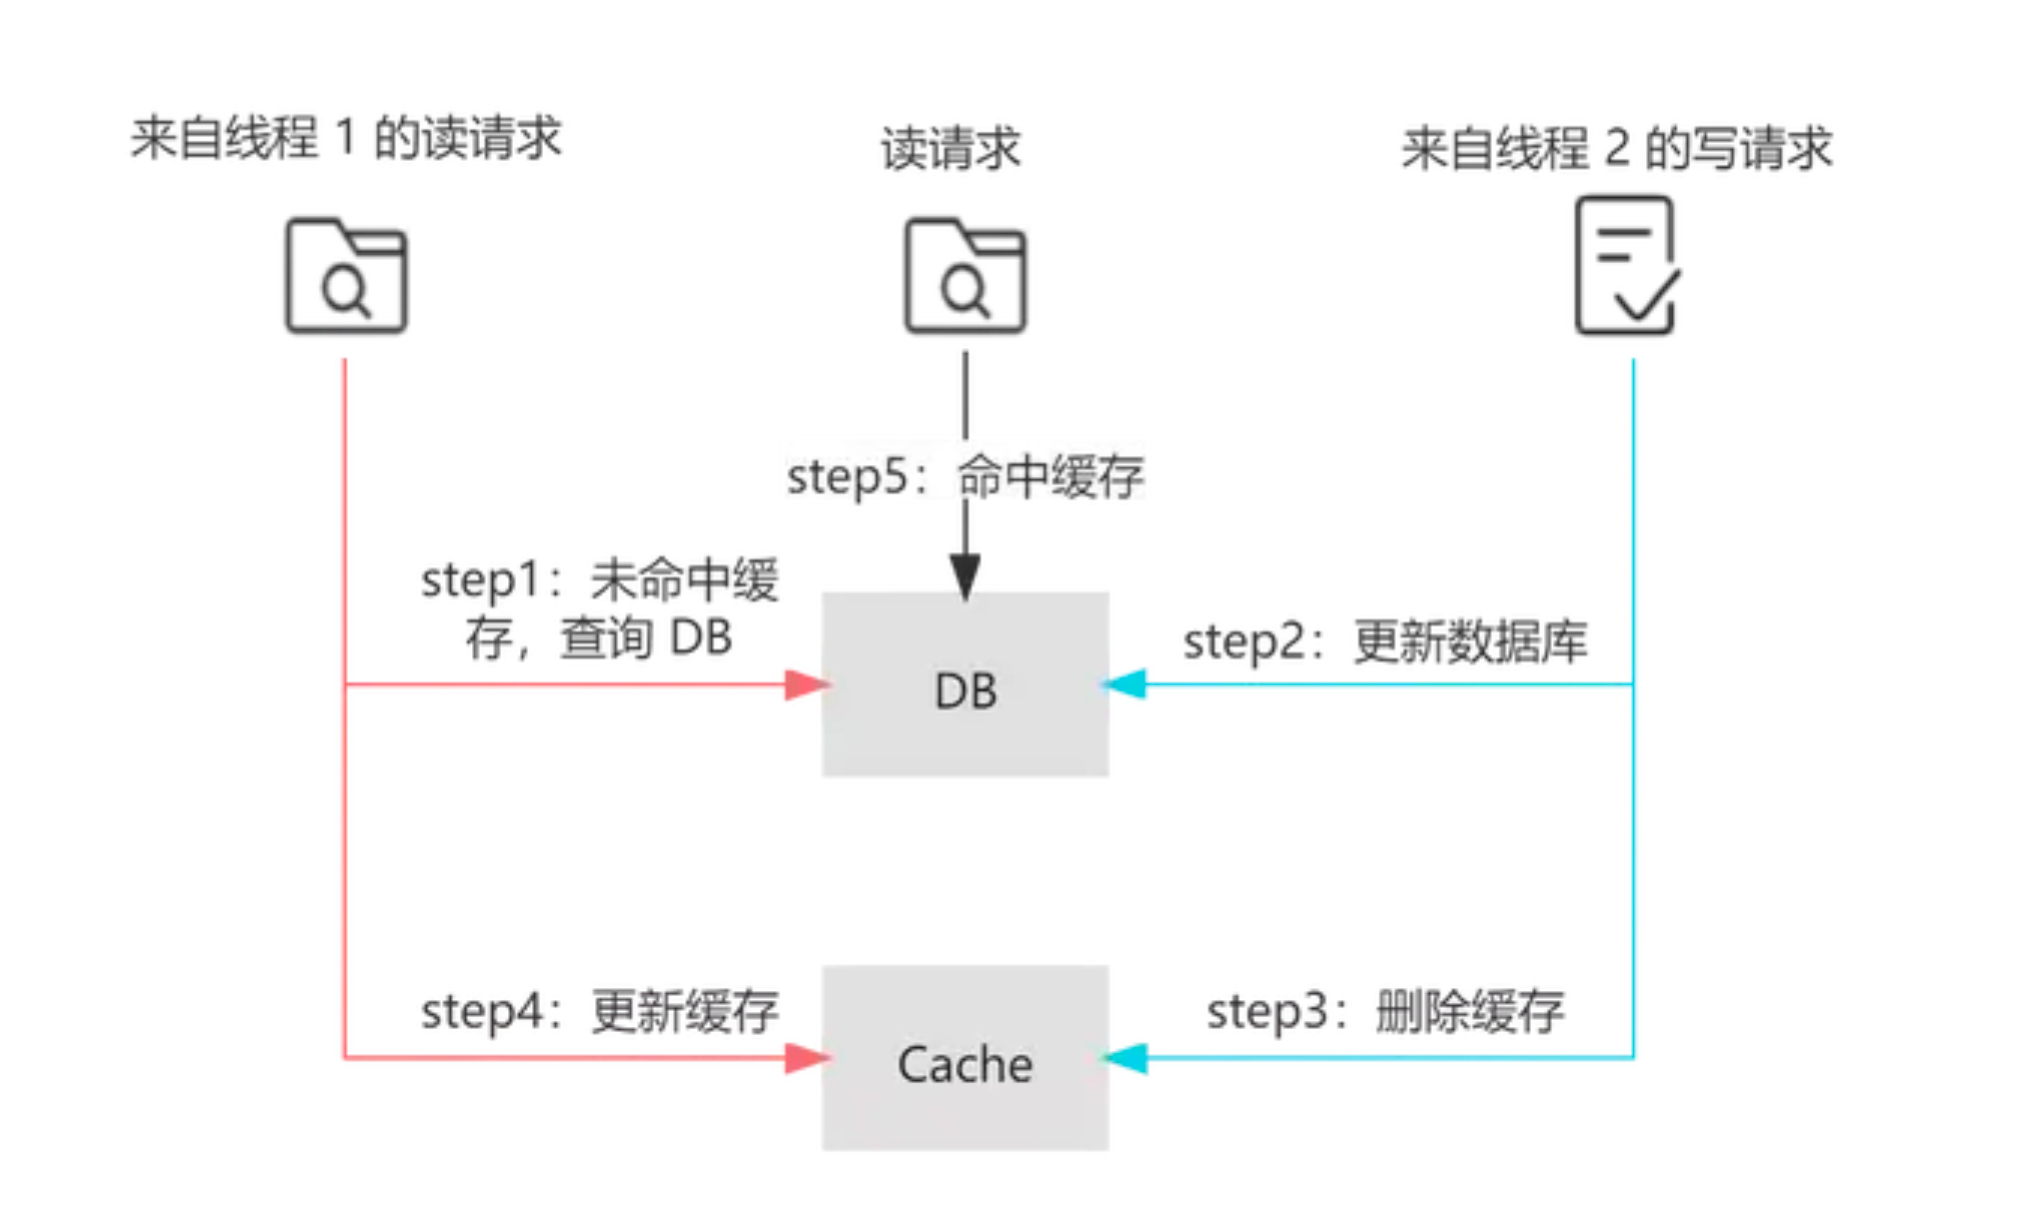 来自线程 1 的读请求
读请求
来自线程 2 的写请求
step5：命中缓存
step1：未命中缓
存，查询 DB
step2：更新数据库
DB
step4：更新缓存
step3：删除缓存
Cache